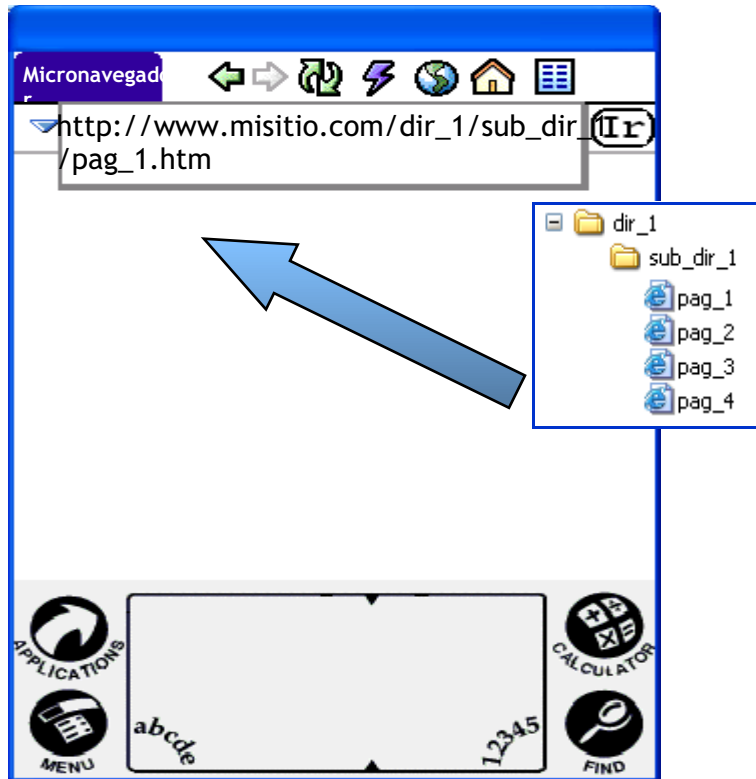 Micronavegado
r
http://www.misitio.com/dir_1/sub_dir_1
/pag_1.htm
Ir
dir_1
sub_dir_1
pag_1
pag_2
pag_3
pag_4
APPLICATIONS
CALCULATOR
abcde
12345
MENU
FIND